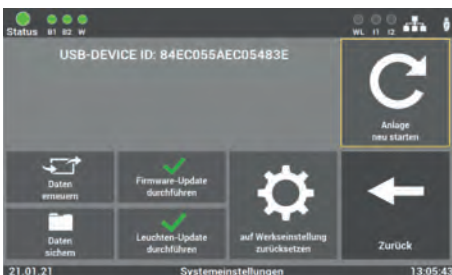 Status B1 B2 W WL I1 I2
USB-DEVICE ID: 84EC055AEC05483E
Anlage
neu starten
Daten
erneuern
Firmware-Update
durchführen
Daten
sichern
Leuchten-Update
durchführen
auf Werkseinstellung
zurücksetzen
Zurück
21.01.21 Systemeinstellungen 13:05:43